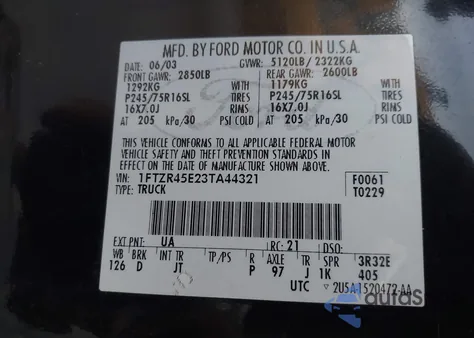 MFD. BY FORD MOTOR CO. IN U.S.A.
DATE: 06/03 GVWR: 5120LB / 2322KG
FRONT GAWR: 2850LB REAR GAWR: 2600LB
1292KG WITH 1179KG WITH
P245/75R16SL TIRES P245/75R16SL TIRES
16X7.0J RIMS 16X7.0J RIMS
AT 205 kPa/30 PSI COLD AT 205 kPa/30 PSI COLD
THIS VEHICLE CONFORMS TO ALL APPLICABLE FEDERAL MOTOR
VEHICLE SAFETY AND THEFT PREVENTION STANDARDS IN
EFFECT ON THE DATE OF MANUFACTURE SHOWN ABOVE.
VIN: 1FTZR45E23TA44321 F0061
TYPE: TRUCK T0229
EXT PNT: UA RC: 21 DSO:
WB BRK INT TR TP/PS R AXLE TR SPR 3R32E
126 D JT P 97 J 1K 405
UTC 2U5A-1520472-AA
autos